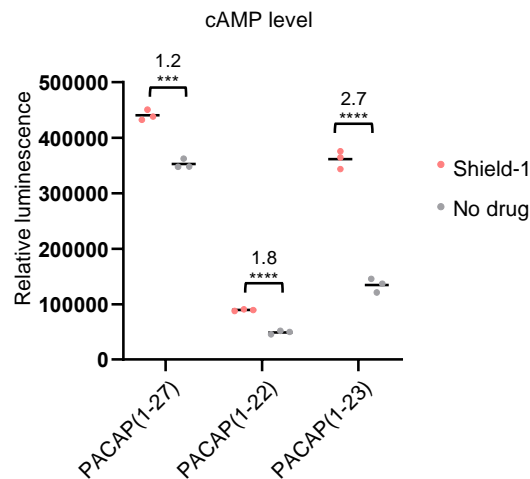 cAMP level
1.2
***
2.7
****
1.8
****
Relative luminescence
500000
400000
300000
200000
100000
0
PACAP(1-27)
PACAP(1-22)
PACAP(1-23)
Shield-1
No drug